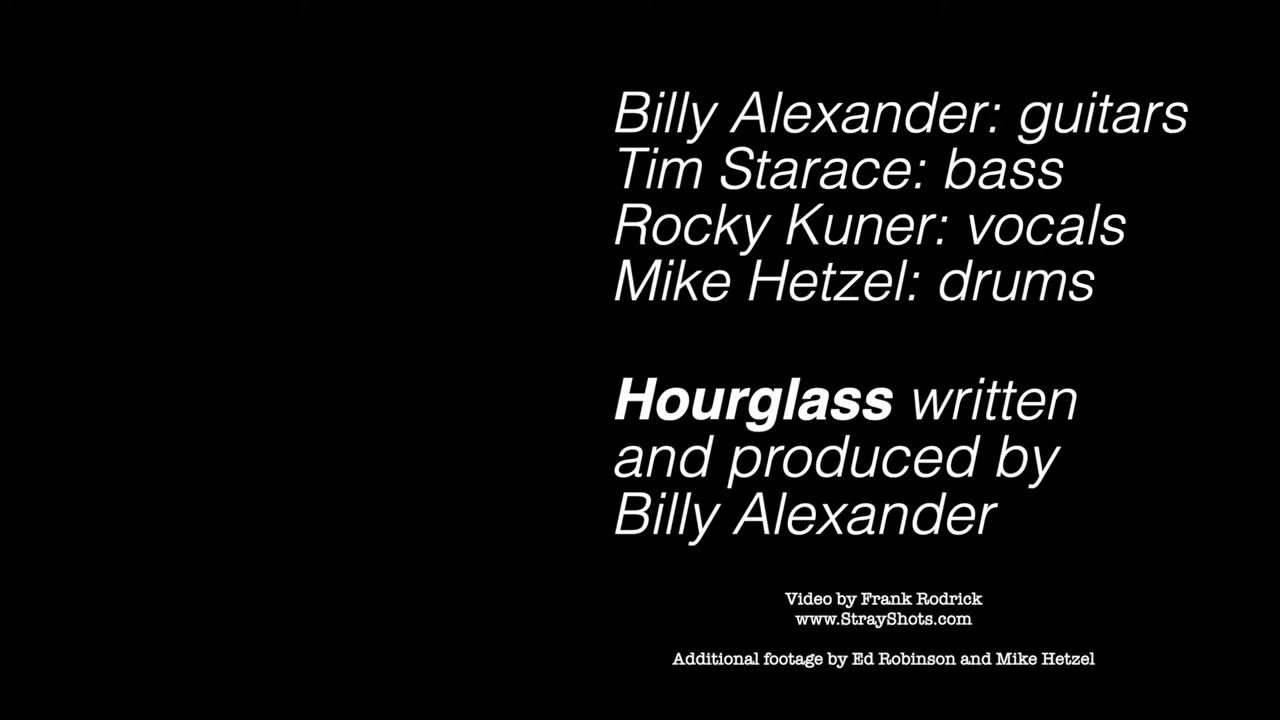 Billy Alexander: guitars
Tim Starace: bass
Rocky Kuner: vocals
Mike Hetzel: drums
Hourglass written
and produced by
Billy Alexander
Video by Frank Rodrick
www.StrayShots.com
Additional footage by Ed Robinson and Mike Hetzel